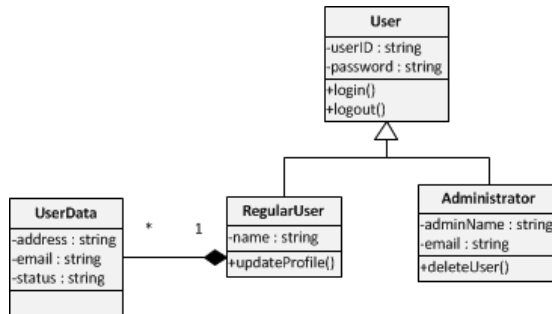 User
-userID : string
-password : string
+login()
+logout()
UserData
-address : string
-email : string
-status : string
*
1
RegularUser
-name : string
+updateProfile()
Administrator
-adminName : string
-email : string
+deleteUser()